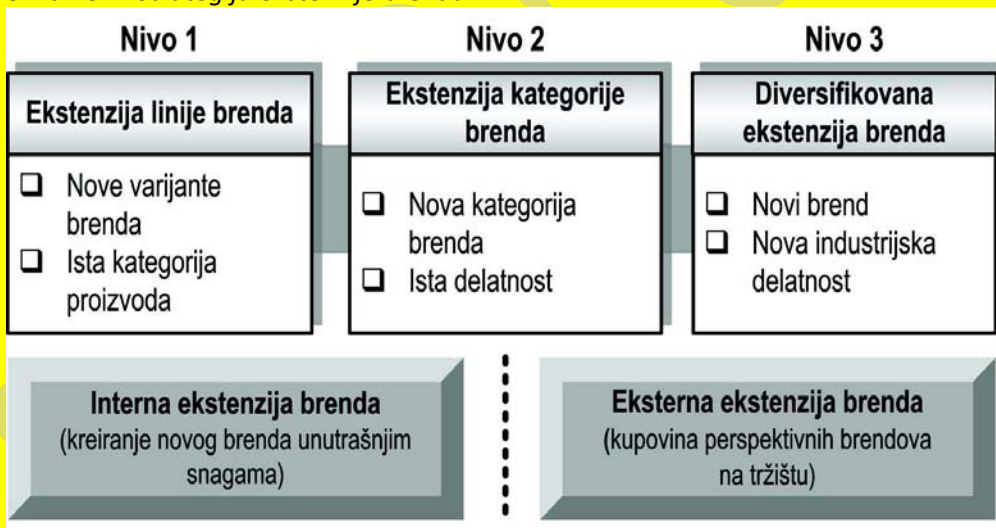 Nivo 1
Nivo 2
Nivo 3
Ekstenzija linije brenda
❑ Nove varijante
brenda
❑ Ista kategorija
proizvoda
Ekstenzija kategorije
brenda
❑ Nova kategorija
brenda
❑ Ista delatnost
Diversifikovana
ekstenzija brenda
❑ Novi brend
❑ Nova industrijska
delatnost
Interna ekstenzija brenda
(kreiranje novog brenda unutrašnjim
snagama)
Eksterna ekstenzija brenda
(kupovina perspektivnih brendova
na tržištu)